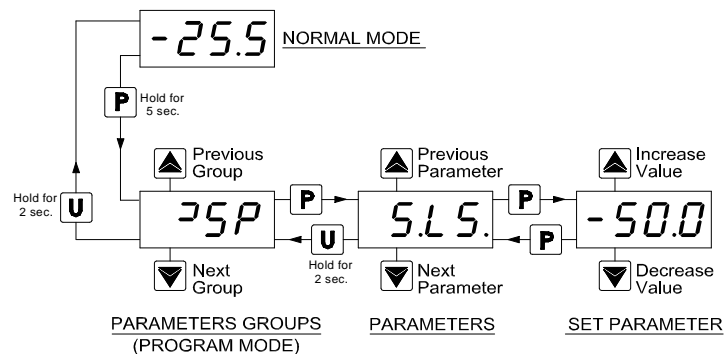 -25.5
NORMAL MODE
P
Hold for
5 sec.
Previous
Group
Previous
Parameter
Increase
Value
Hold for
2 sec.
U
SP
P
S.L.S.
P
-50.0
U
P
Hold for
2 sec.
Next
Group
Next
Parameter
Decrease
Value
PARAMETERS GROUPS
(PROGRAM MODE)
PARAMETERS
SET PARAMETER